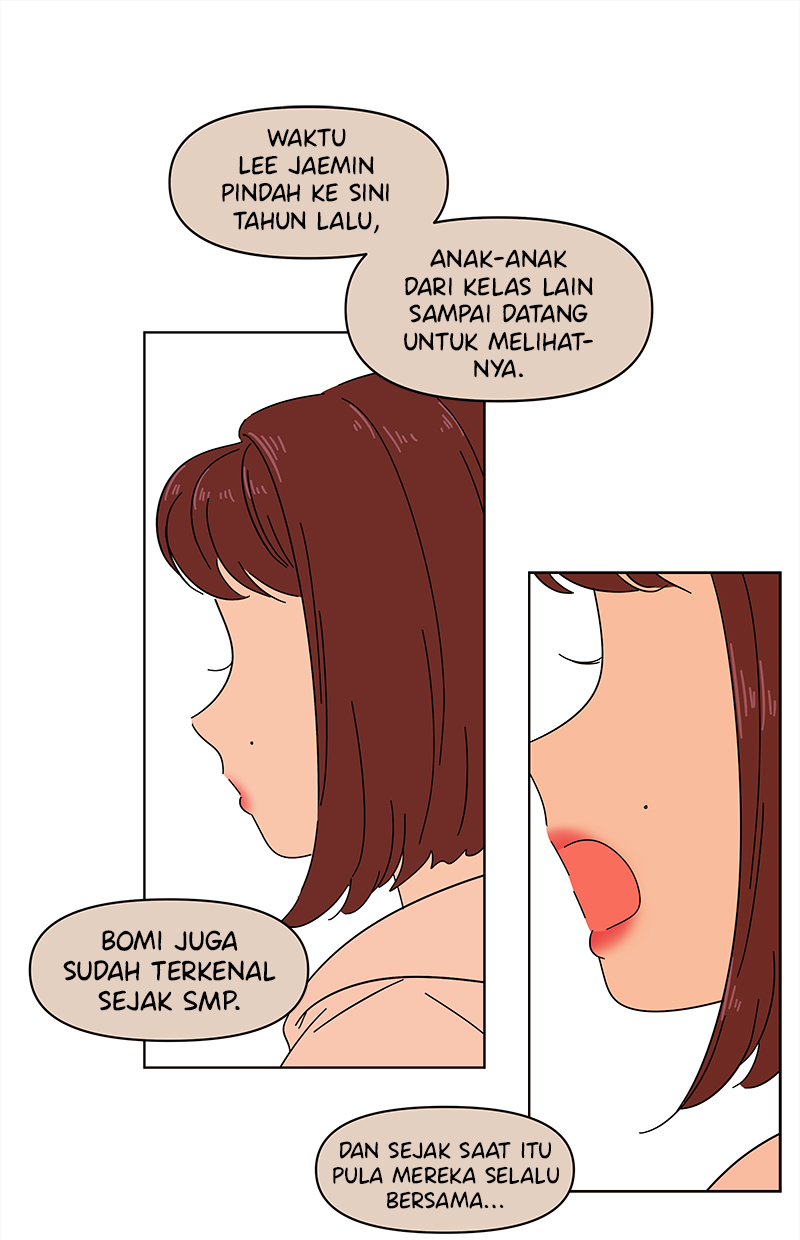 WAKTU
LEE JAEMIN
PINDAH KE SINI
TAHUN LALU,
ANAK-ANAK
DARI KELAS LAIN
SAMPAI DATANG
UNTUK MELIHAT-
NYA.
BOMI JUGA
SUDAH TERKENAL
SEJAK SMP.
DAN SEJAK SAAT ITU
PULA MEREKA SELALU
BERSAMA...